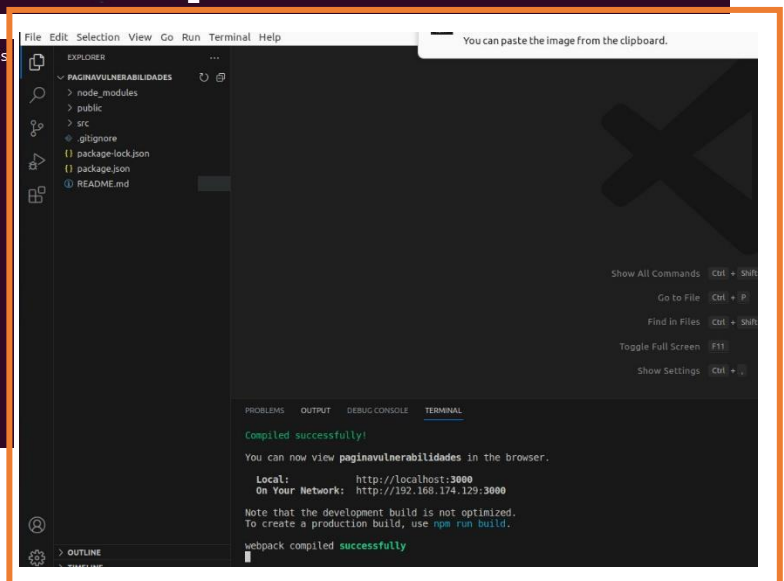 s
File Edit Selection View Go Run Terminal Help
You can paste the image from the clipboard.
EXPLORER ...
PAGINAVULNERABILIDADES
> node_modules
> public
> src
.gitignore
{} package-lock.json
{} package.json
README.md
Show All Commands Ctrl + Shift
Go to File Ctrl + P
Find in Files Ctrl + Shift
Toggle Full Screen F11
Show Settings Ctrl + ,
PROBLEMS OUTPUT DEBUG CONSOLE TERMINAL
Compiled successfully!
You can now view paginavulnerabilidades in the browser.
Local: http://localhost:3000
On Your Network: http://192.168.174.129:3000
Note that the development build is not optimized.
To create a production build, use npm run build.
webpack compiled successfully
> OUTLINE
> TIMELINE